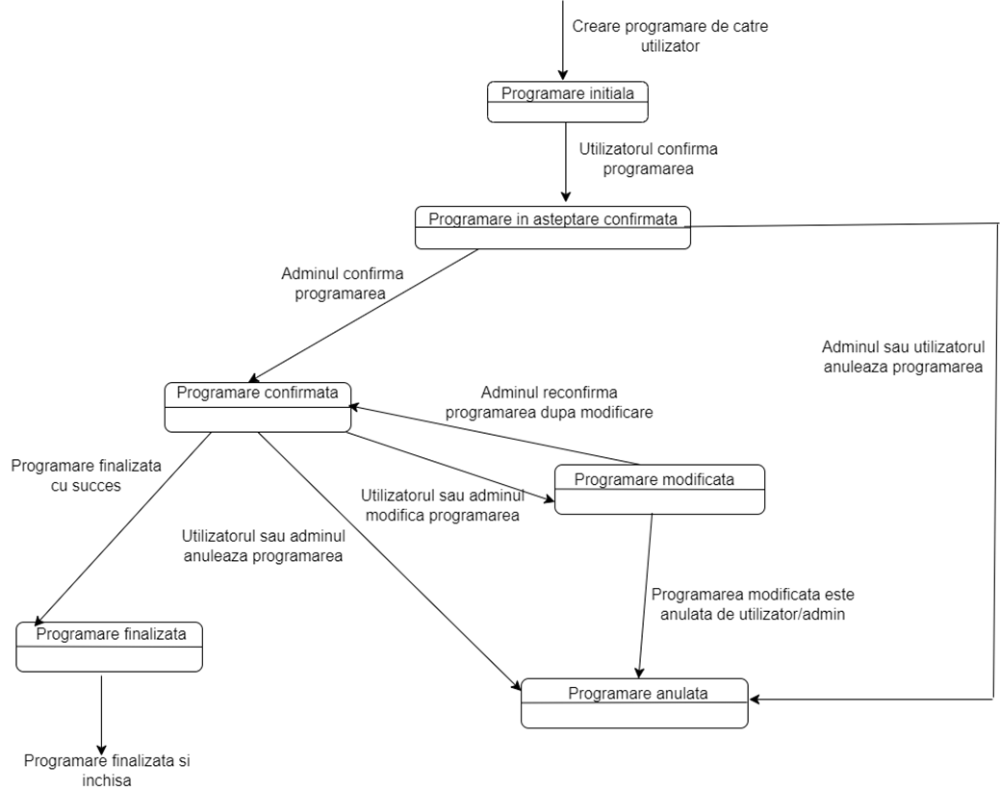 Creare programare de catre
utilizator
Programare initiala
Utilizatorul confirma
programarea
Programare in asteptare confirmata
Adminul confirma
programarea
Adminul sau utilizatorul
anuleaza programarea
Programare confirmata
Adminul reconfirma
programarea dupa modificare
Programare finalizata
cu succes
Programare modificata
Utilizatorul sau adminul
modifica programarea
Utilizatorul sau adminul
anuleaza programarea
Programarea modificata este
anulata de utilizator/admin
Programare finalizata
Programare anulata
Programare finalizata si
inchisa